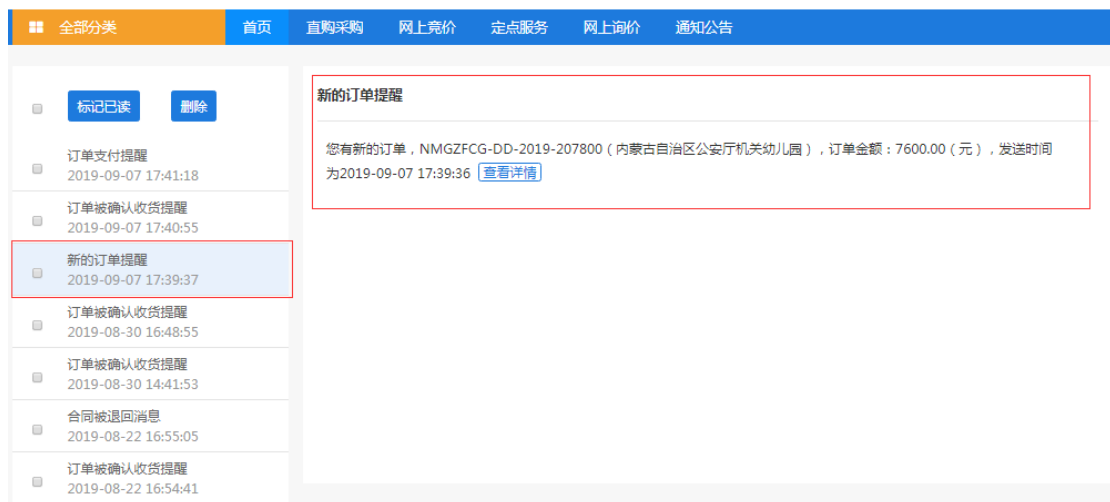 全部分类 首页 直购采购 网上竞价 定点服务 网上询价 通知公告
标记已读 删除
订单支付提醒
2019-09-07 17:41:18
订单被确认收货提醒
2019-09-07 17:40:55
新的订单提醒
2019-09-07 17:39:37
订单被确认收货提醒
2019-08-30 16:48:55
订单被确认收货提醒
2019-08-30 14:41:53
合同被退回消息
2019-08-22 16:55:05
订单被确认收货提醒
2019-08-22 16:54:41
新的订单提醒
您有新的订单，NMGZFCG-DD-2019-207800（内蒙古自治区公安厅机关幼儿园），订单金额：7600.00（元），发送时间
为2019-09-07 17:39:36 查看详情